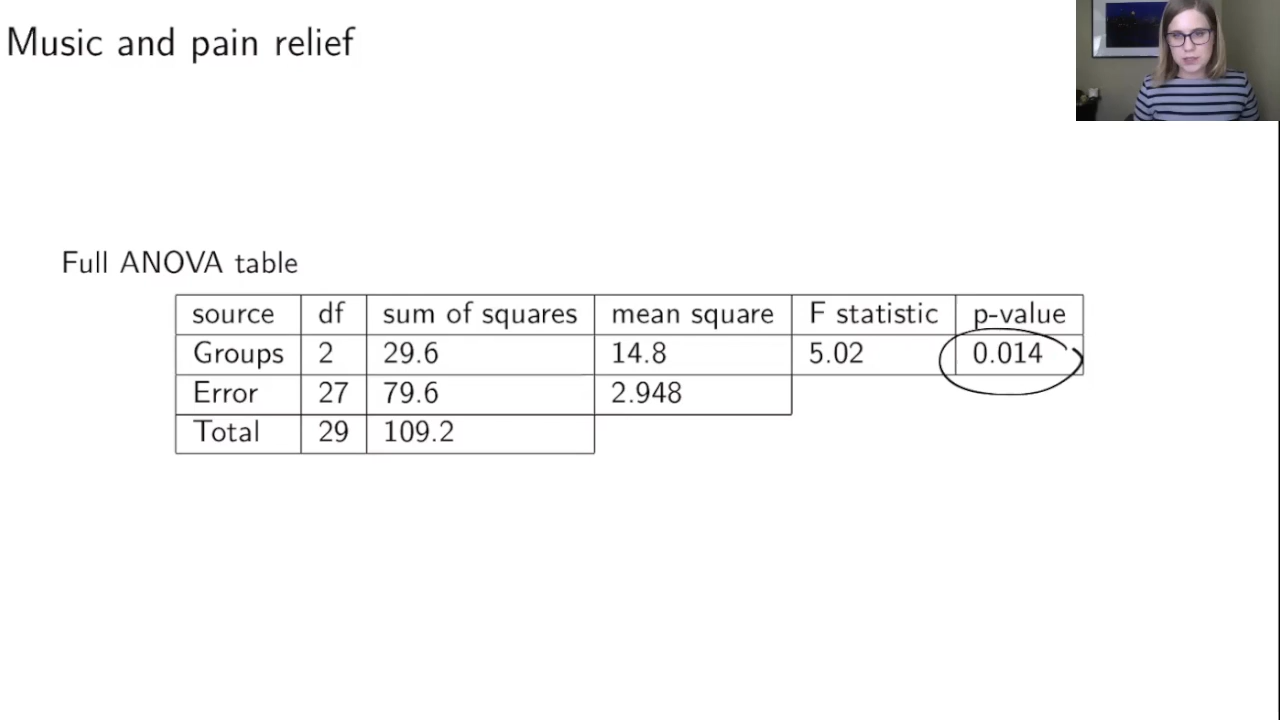 Music and pain relief
Full ANOVA table
source df sum of squares mean square F statistic p-value
Groups 2 29.6 14.8 5.02 0.014
Error 27 79.6 2.948
Total 29 109.2